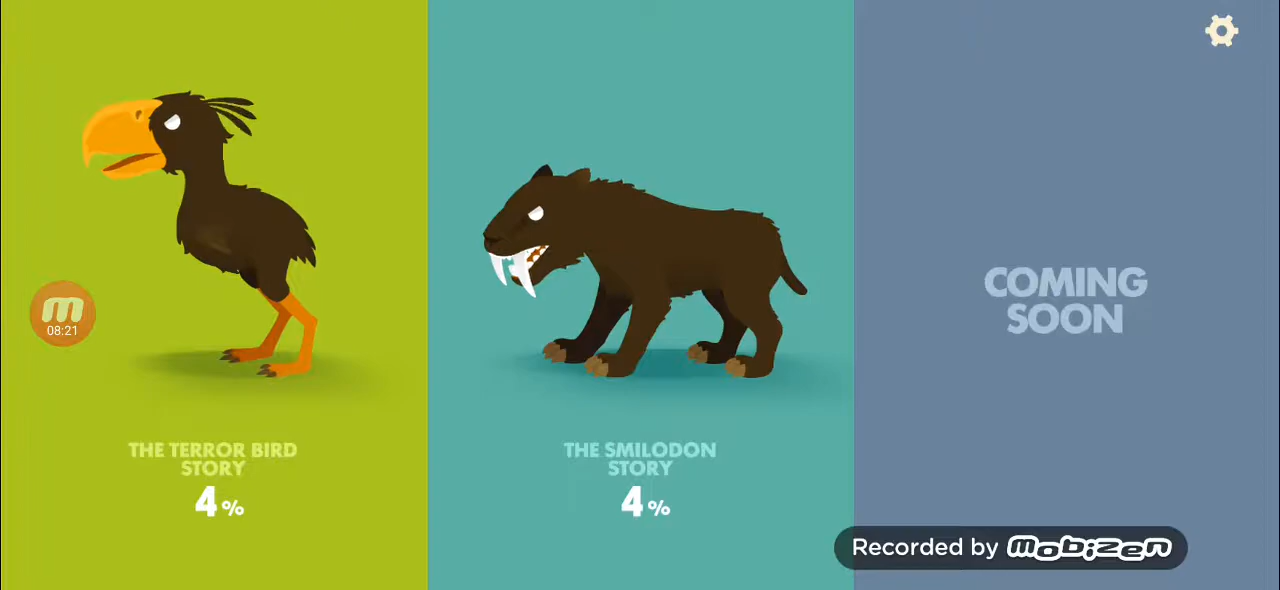 m
08:21
THE TERROR BIRD
STORY
4%
THE SMILODON
STORY
4%
COMING
SOON
Recorded by mobizen